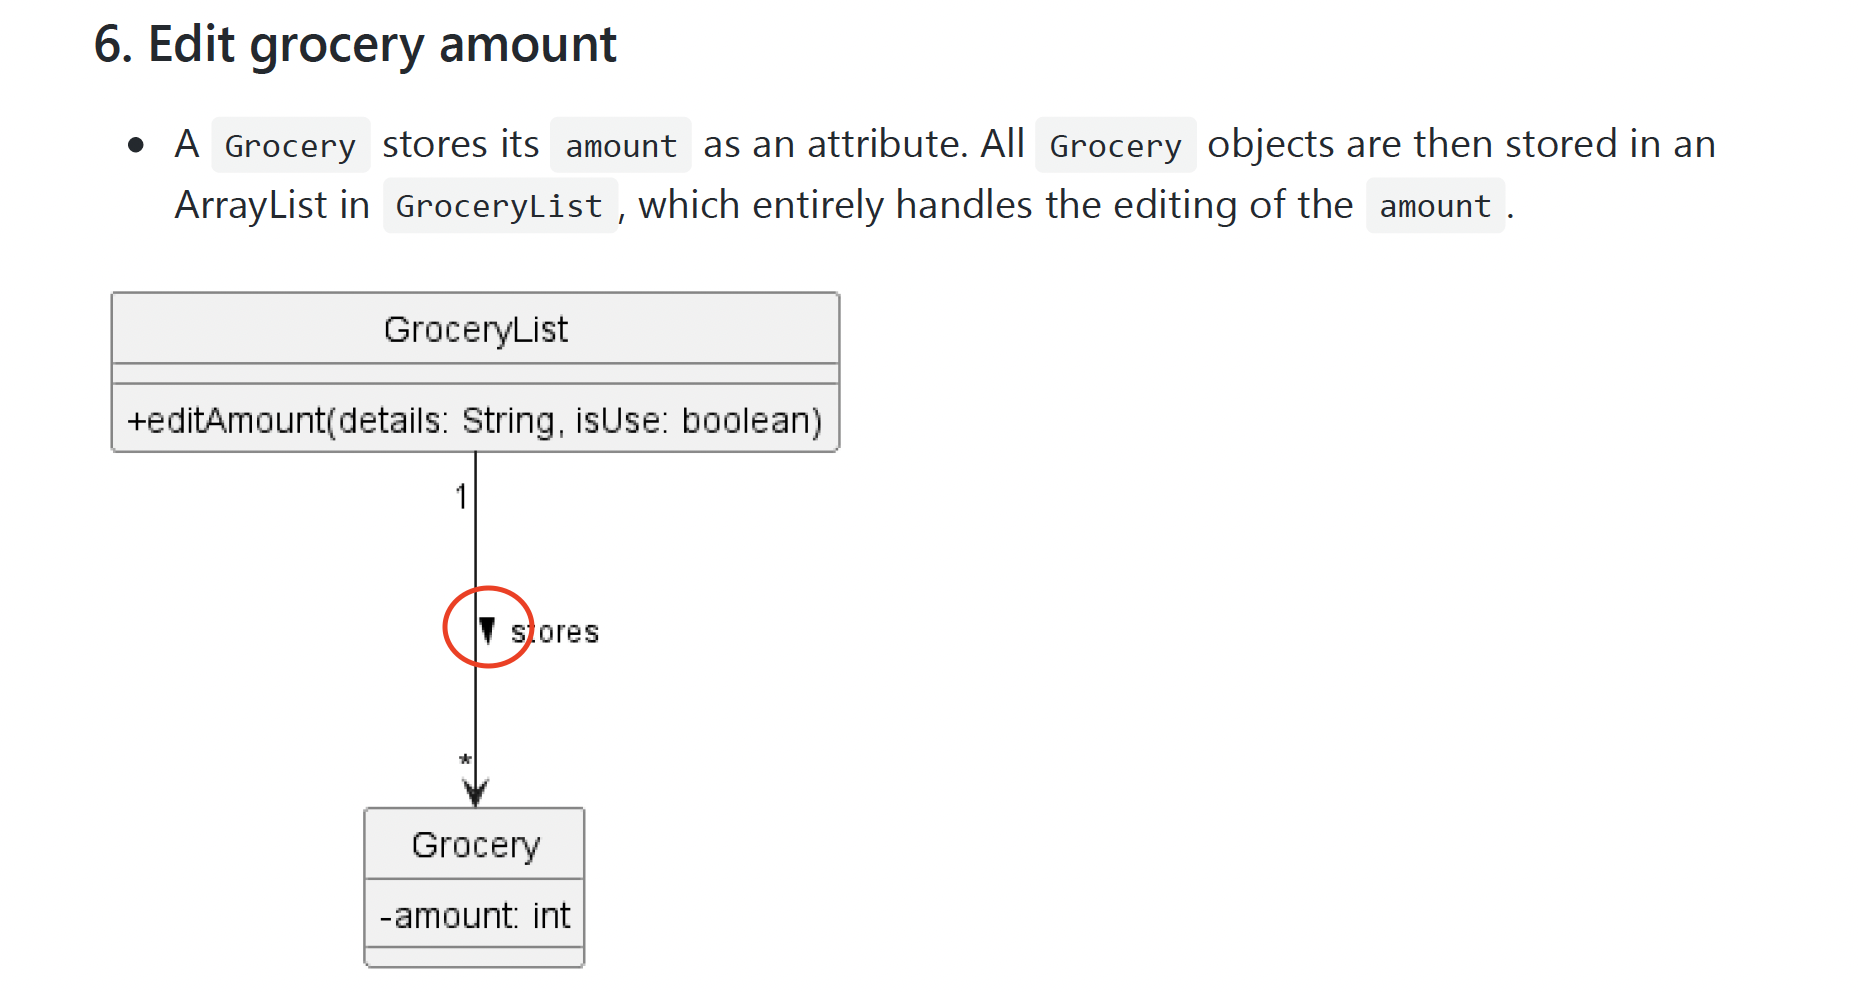 6. Edit grocery amount
A Grocery stores its amount as an attribute. All Grocery objects are then stored in an
ArrayList in GroceryList, which entirely handles the editing of the amount.
GroceryList
+editAmount(details: String, isUse: boolean)
1
stores
*
Grocery
-amount: int